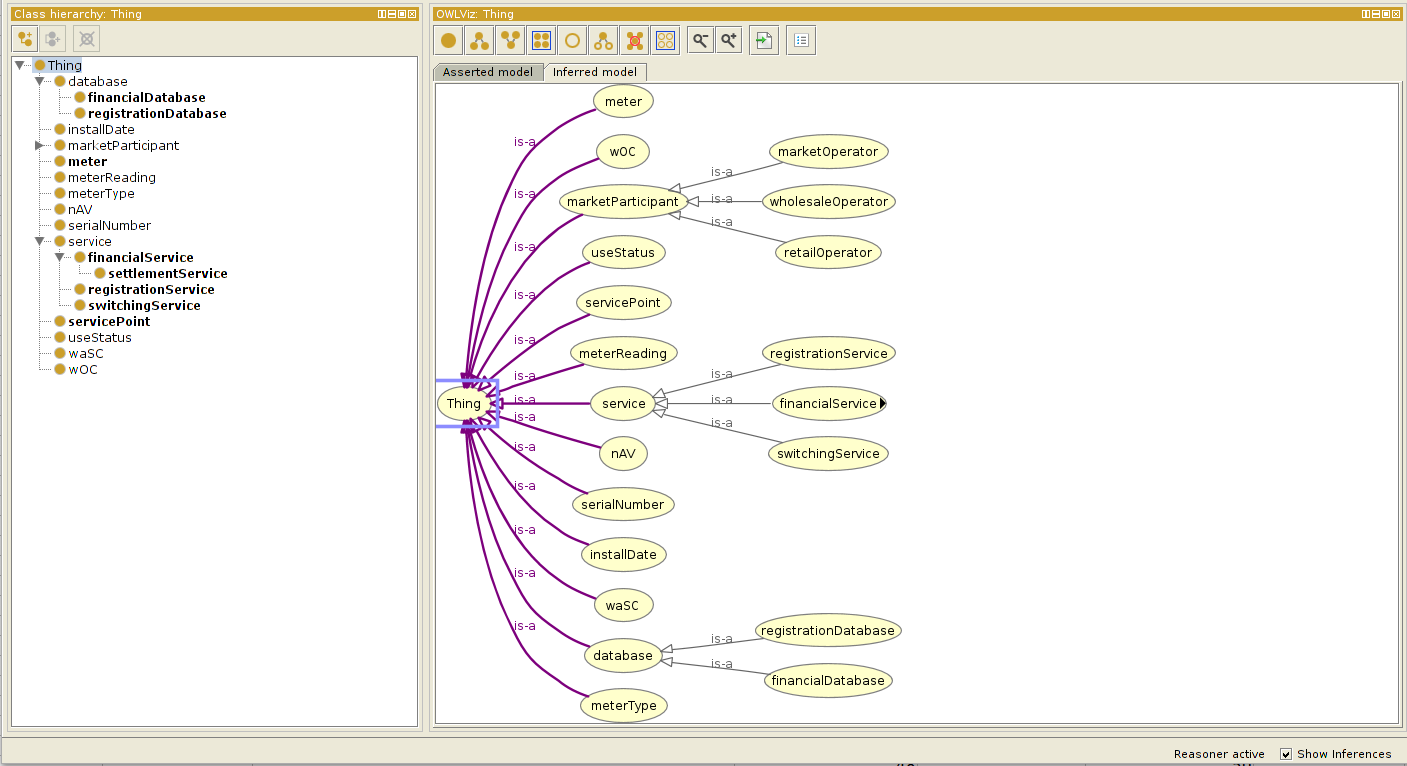 Class hierarchy: Thing
Thing
database
financialDatabase
registrationDatabase
installDate
marketParticipant
meter
meterReading
meterType
nAV
serialNumber
service
financialService
settlementService
registrationService
switchingService
servicePoint
useStatus
waSC
wOC
OWLViz: Thing
Asserted model Inferred model
meter
is-a
wOC
marketOperator
is-a
is-a
marketParticipant
is-a
wholesaleOperator
is-a
is-a
useStatus
retailOperator
is-a
servicePoint
is-a
meterReading
registrationService
is-a
is-a
Thing
is-a
service
is-a
financialService
is-a
is-a
is-a
nAV
switchingService
is-a
serialNumber
is-a
installDate
is-a
waSC
is-a
registrationDatabase
is-a
database
is-a
financialDatabase
meterType
Reasoner active Show Inferences